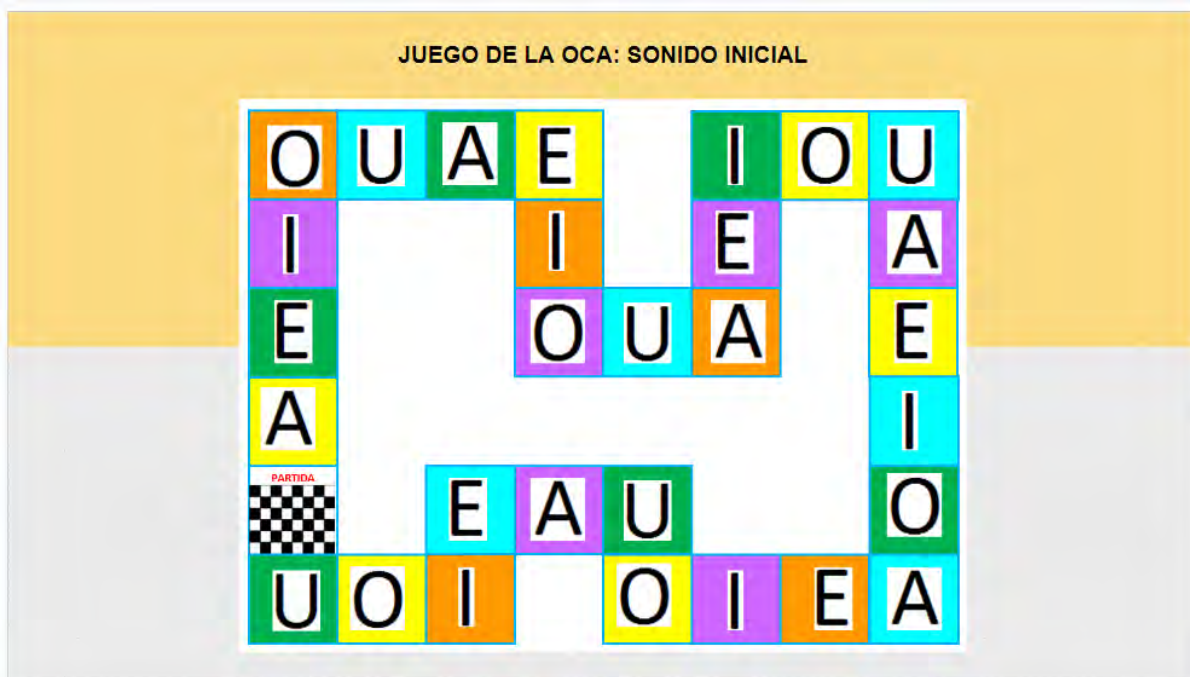 JUEGO DE LA OCA: SONIDO INICIAL
O U A E I O U
I I E A
E O U A E
A I
PARTIDA
E A U O
U O I O I E A